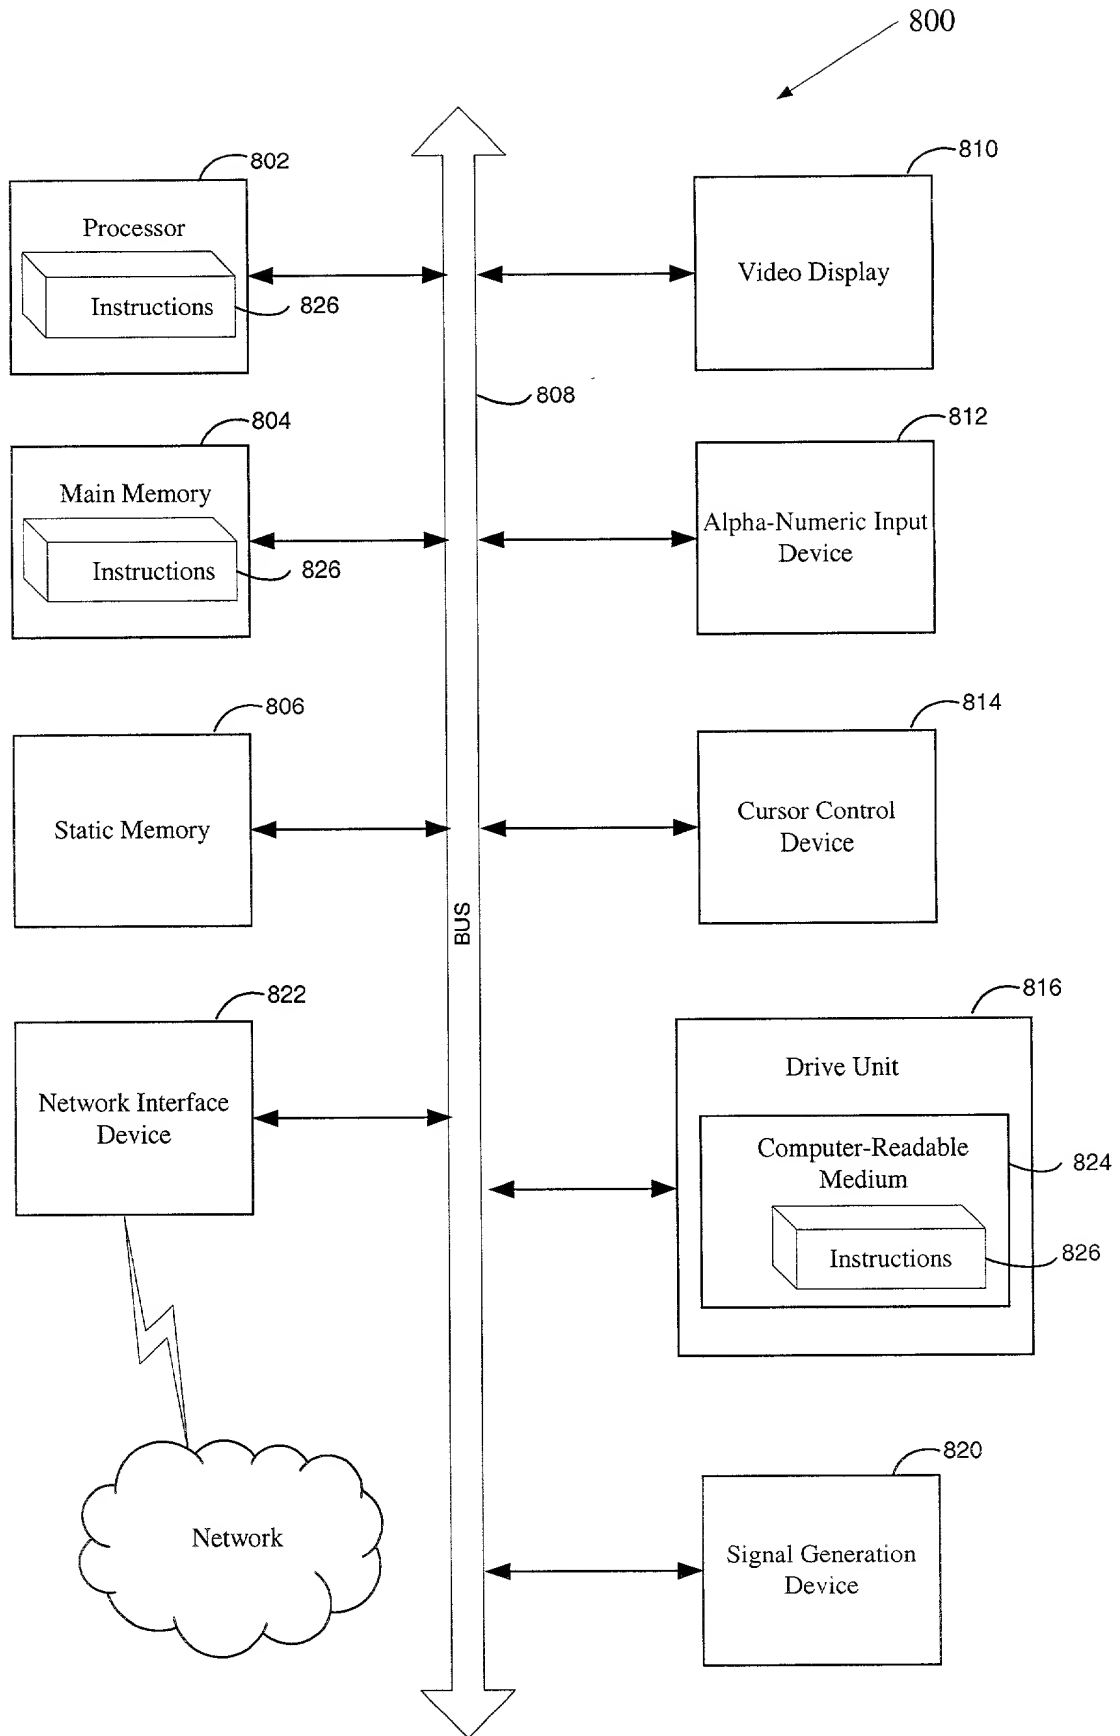 800
802
Processor
Instructions
826
804
Main Memory
Instructions
826
806
Static Memory
822
Network Interface
Device
Network
808
BUS
810
Video Display
812
Alpha-Numeric Input
Device
814
Cursor Control
Device
816
Drive Unit
Computer-Readable
Medium
824
Instructions
826
820
Signal Generation
Device